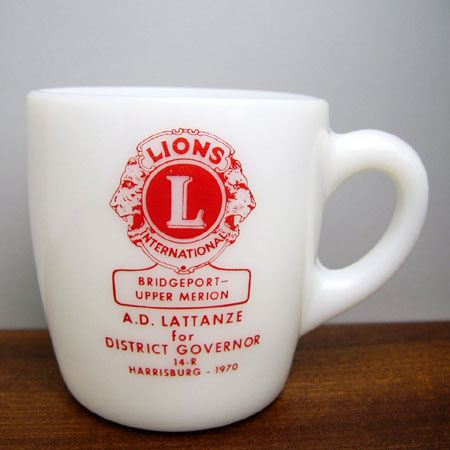 LIONS
L
INTERNATIONAL
BRIDGEPORT-
UPPER MERION
A.D. LATTANZE
for
DISTRICT GOVERNOR
14-R
HARRISBURG - 1970